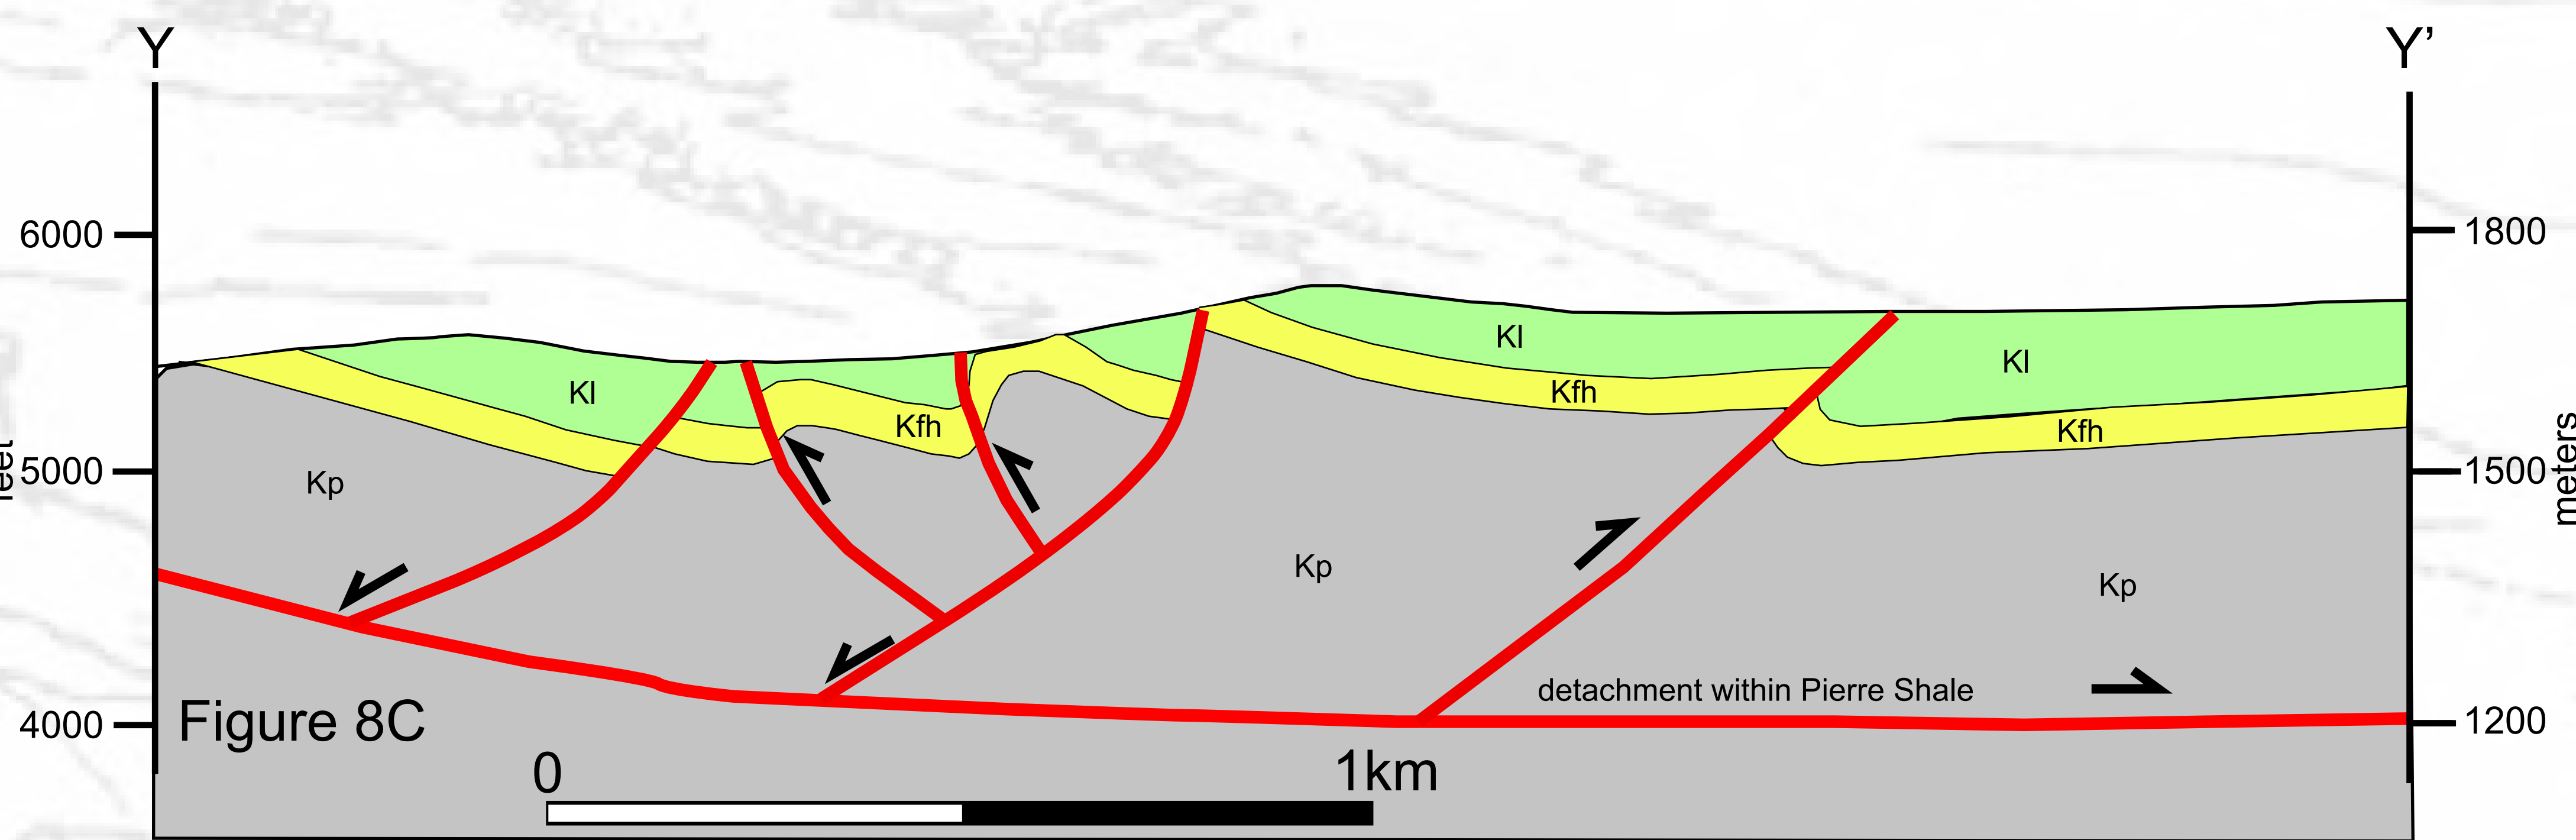 Y Y’
6000 1800
Kl
Kl
Kl
Kfh
Kfh
Kfh
feet 5000 1500 meters
Kp
Kp
Kp
detachment within Pierre Shale
4000 Figure 8C 1200
0 1km